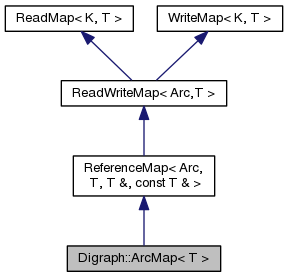 ReadMap< K, T >
WriteMap< K, T >
ReadWriteMap< Arc,T >
ReferenceMap< Arc,
T, T &, const T & >
Digraph::ArcMap< T >